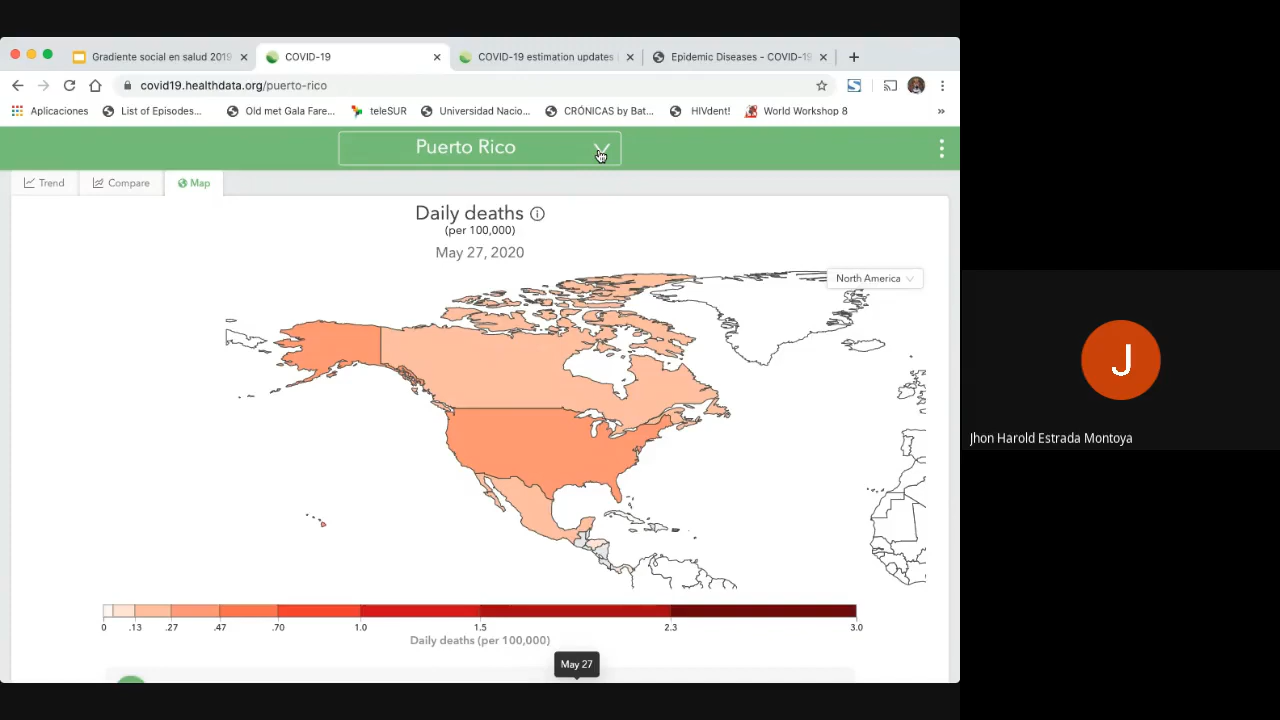 Gradiente social en salud 2019
COVID-19
COVID-19 estimation updates
Epidemic Diseases - COVID-19
covid19.healthdata.org/puerto-rico
Aplicaciones
List of Episodes...
Old met Gala Fare...
teleSUR
Universidad Nacio...
CRÓNICAS by Bat...
HIVdent!
World Workshop 8
»
Puerto Rico
Trend
Compare
Map
Daily deaths
(per 100,000)
May 27, 2020
North America
0 .13 .27 .47 .70 1.0 1.5 2.3 3.0
Daily deaths (per 100,000)
May 27
J
Jhon Harold Estrada Montoya